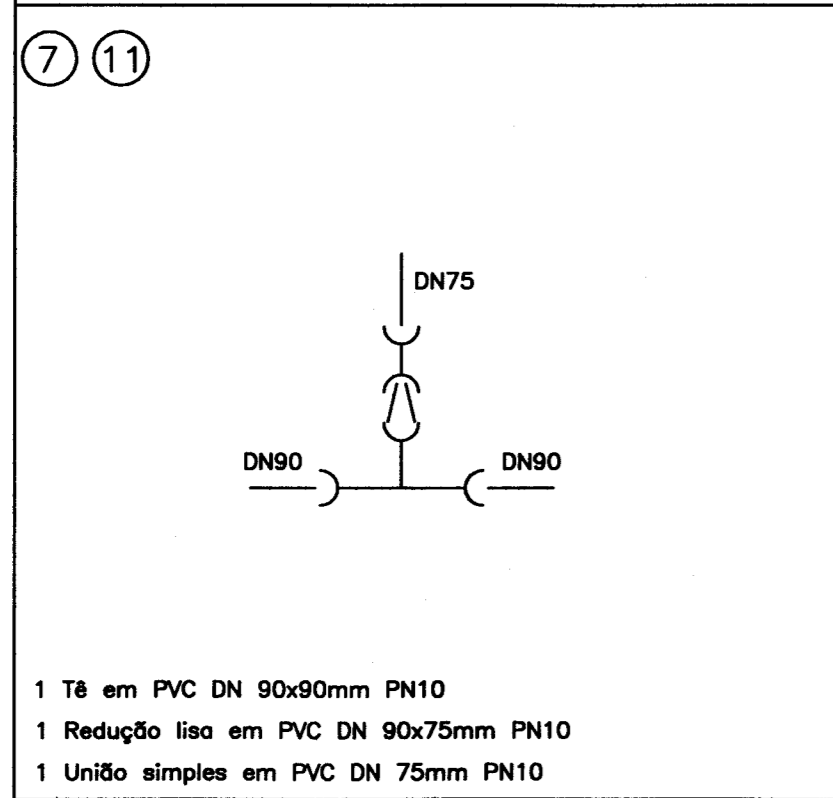 7 11
DN75
DN90 DN90
1 Tê em PVC DN 90x90mm PN10
1 Redução lisa em PVC DN 90x75mm PN10
1 União simples em PVC DN 75mm PN10